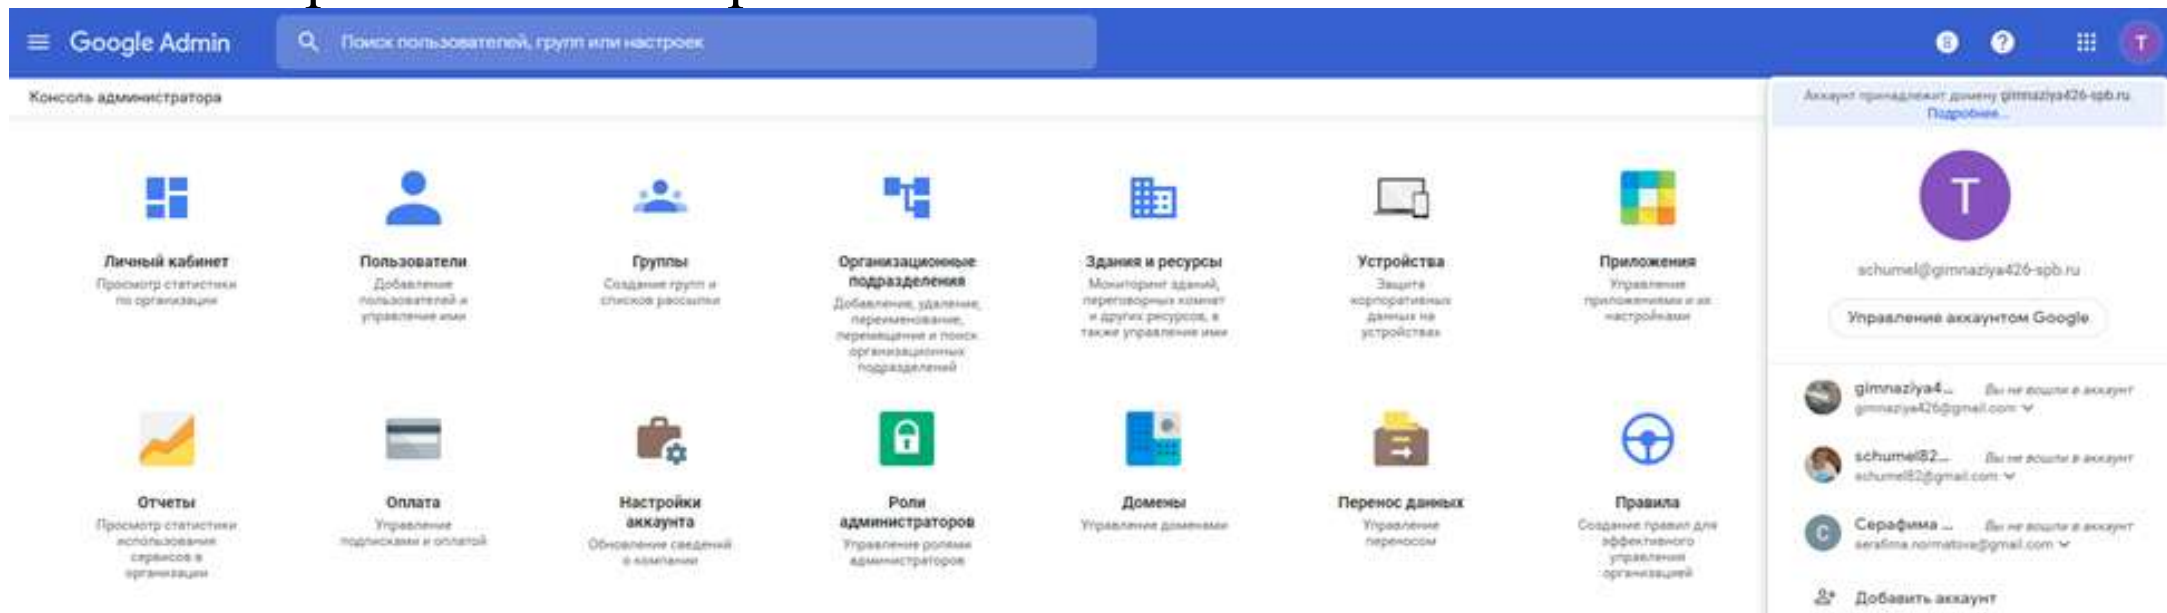 Google Admin
Поиск пользователей, групп или настроек
Консоль администратора
Аккаунт принадлежит домену gimnaziya426-spb.ru.
Подробнее...
T
T
schumel@gimnaziya426-spb.ru
Управление аккаунтом Google
Личный кабинет
Просмотр статистики
по организации
Пользователи
Добавление
пользователей и
управление ими
Группы
Создание групп и
списков рассылки
Организационные
подразделения
Добавление, удаление,
переименование,
перемещение и поиск
организационных
подразделений
Здания и ресурсы
Мониторинг зданий,
переговорных комнат
и других ресурсов, а
также управление ими
Устройства
Защита
корпоративных
данных на
устройствах
Приложения
Управление
приложениями и их
настройками
Отчеты
Просмотр статистики
использования
сервисов в
организации
Оплата
Управление
подписками и оплатой
Настройки
аккаунта
Обновление сведений
о компании
Роли
администраторов
Управление ролями
администраторов
Домены
Управление доменами
Перенос данных
Управление
переносом
Правила
Создание правил для
эффективного
управления
организацией
gimnaziya4... Вы не вошли в аккаунт
gimnaziya426@gmail.com
schumel82... Вы не вошли в аккаунт
schumel82@gmail.com
C
Серафима ... Вы не вошли в аккаунт
serafima.normatova@gmail.com
Добавить аккаунт